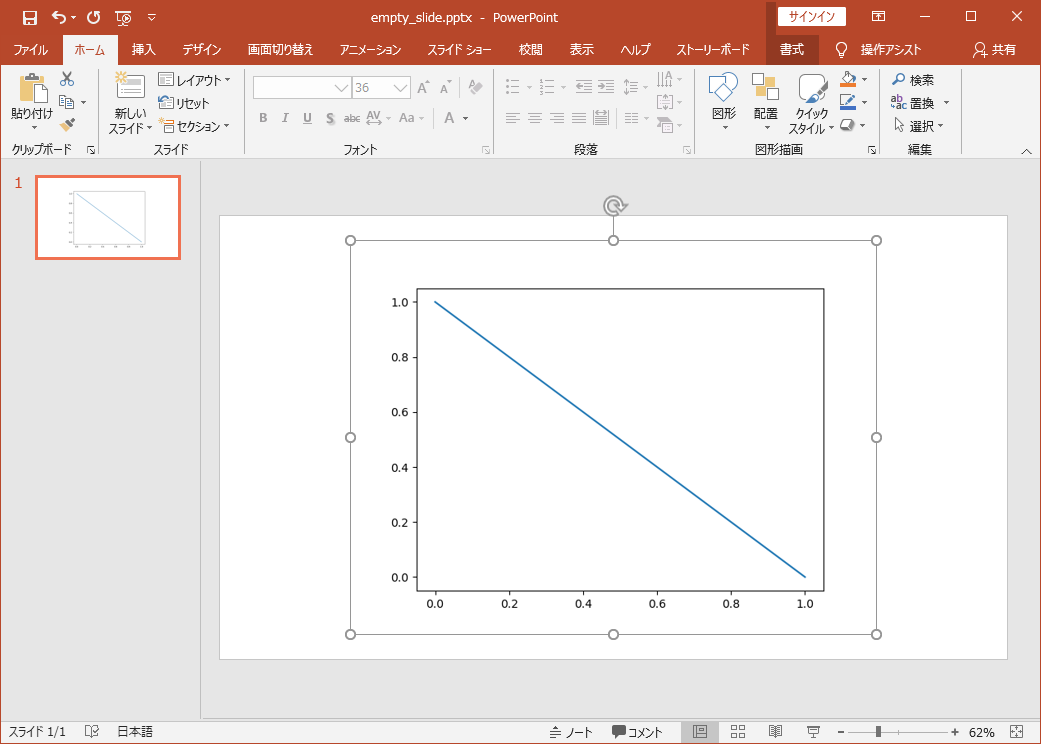 empty_slide.pptx - PowerPoint
サインイン
ファイル ホーム 挿入 デザイン 画面切り替え アニメーション スライド ショー 校閲 表示 ヘルプ ストーリーボード 書式 操作アシスト 共有
貼り付け
新しい
スライド
レイアウト
リセット
セクション
36
A A
B I U S abc AV Aa A
図形
配置
クイック
スタイル
検索
置換
選択
クリップボード スライド フォント 段落 図形描画 編集
1
1.0
0.8
0.6
0.4
0.2
0.0
0.0 0.2 0.4 0.6 0.8 1.0
スライド 1/1 日本語 ノート コメント 62%